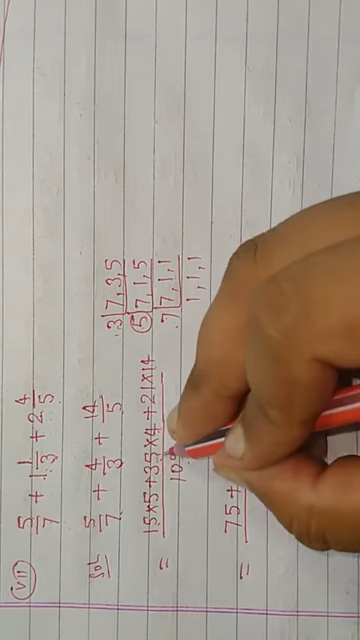 (vii) 5/7 + 1 1/3 + 2 4/5
Sol 5/7 + 4/3 + 14/5
3 | 7, 3, 5
5 | 7, 1, 5
7 | 7, 1, 1
1, 1, 1
= 15×5+35×4+21×14
10
= 75+